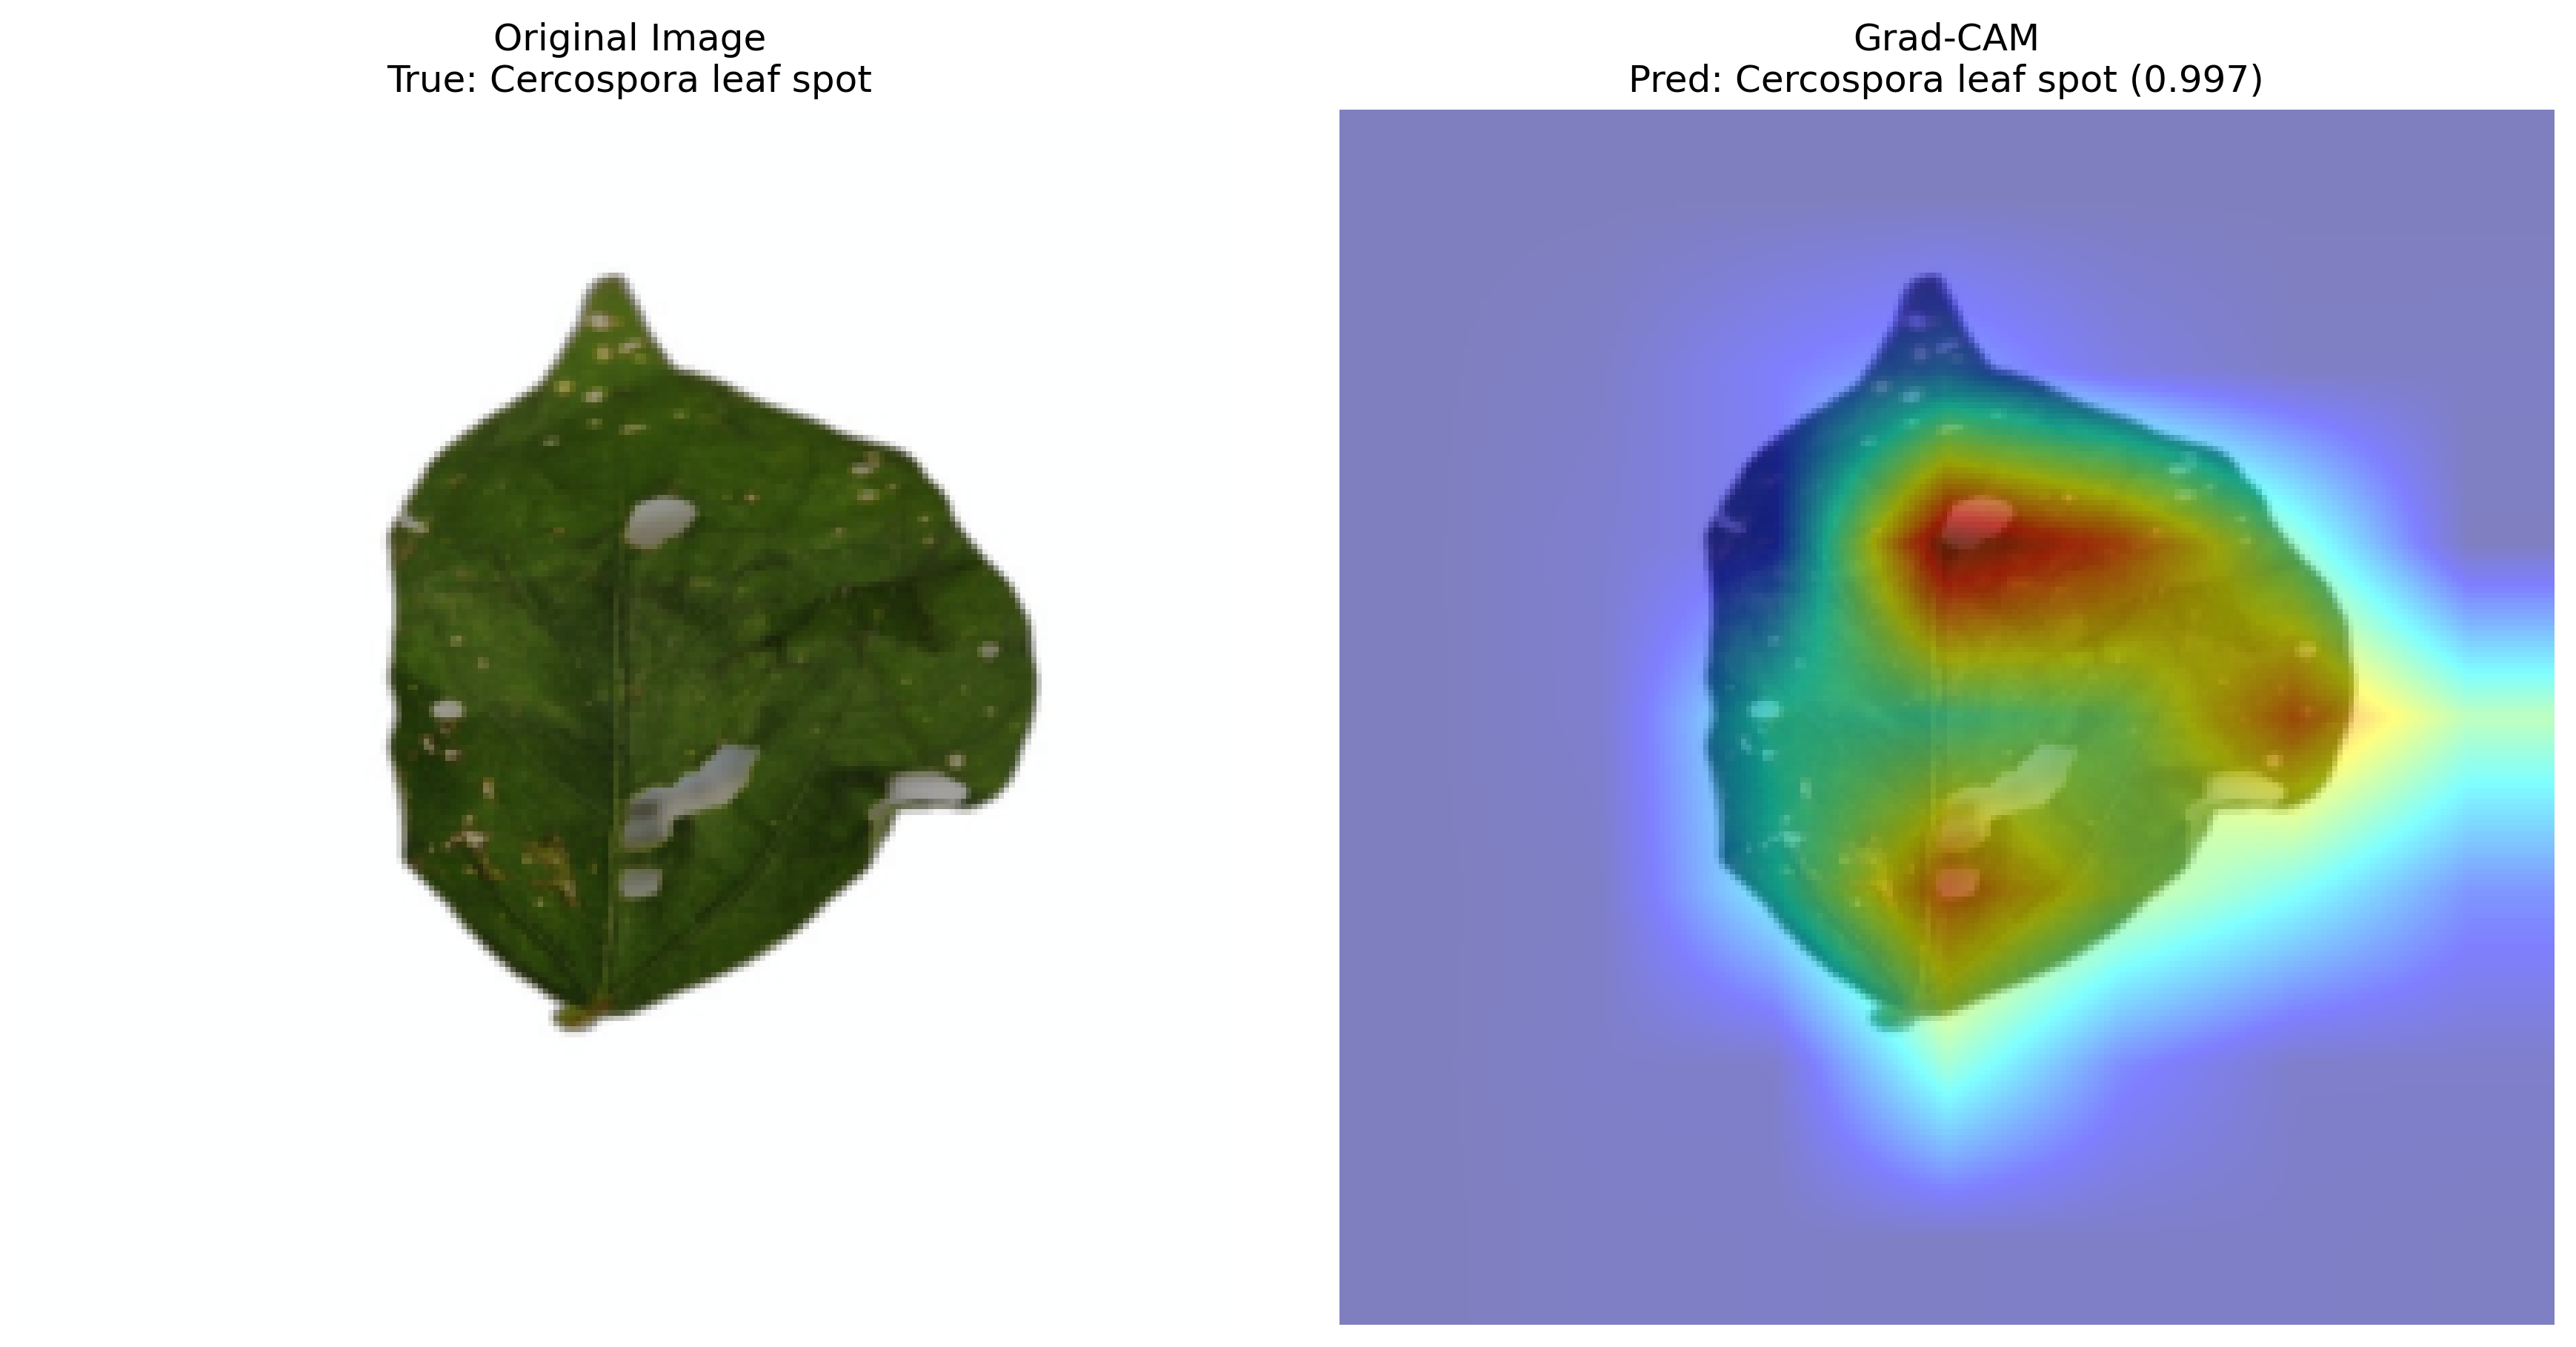 Original Image
True: Cercospora leaf spot
Grad-CAM
Pred: Cercospora leaf spot (0.997)